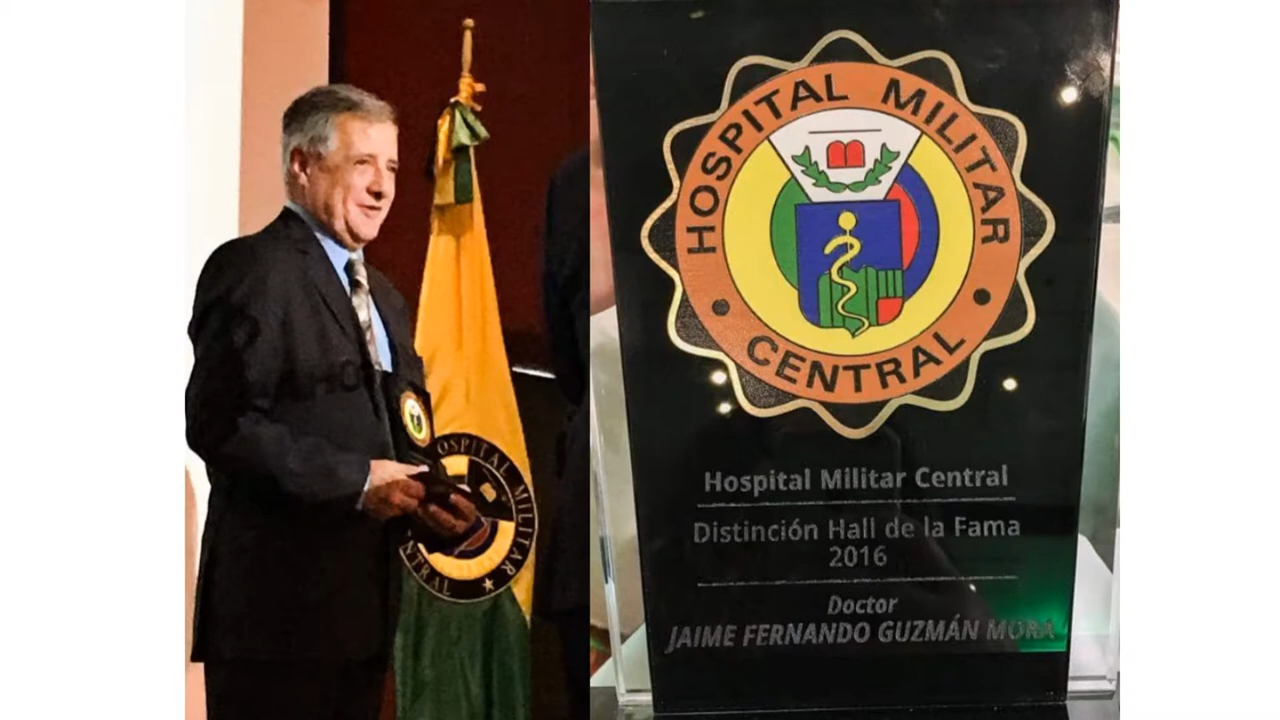 HOSPITAL MILITAR
CENTRAL
HOSPITAL MILITAR
CENTRAL
Hospital Militar Central
Distinción Hall de la Fama
2016
Doctor
JAIME FERNANDO GUZMÁN MORA